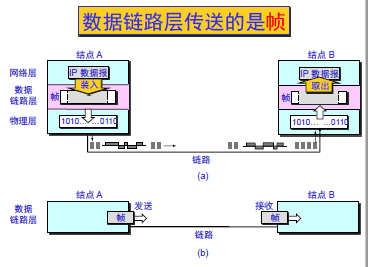 数据链路层传送的是帧
结点 A
结点 B
网络层
IP 数据报
IP 数据报
数据
链路层
装入
取出
帧
帧
物理层
1010… …0110
1010… …0110
链路
(a)
结点 A
结点 B
数据
链路层
发送
接收
帧
帧
链路
(b)